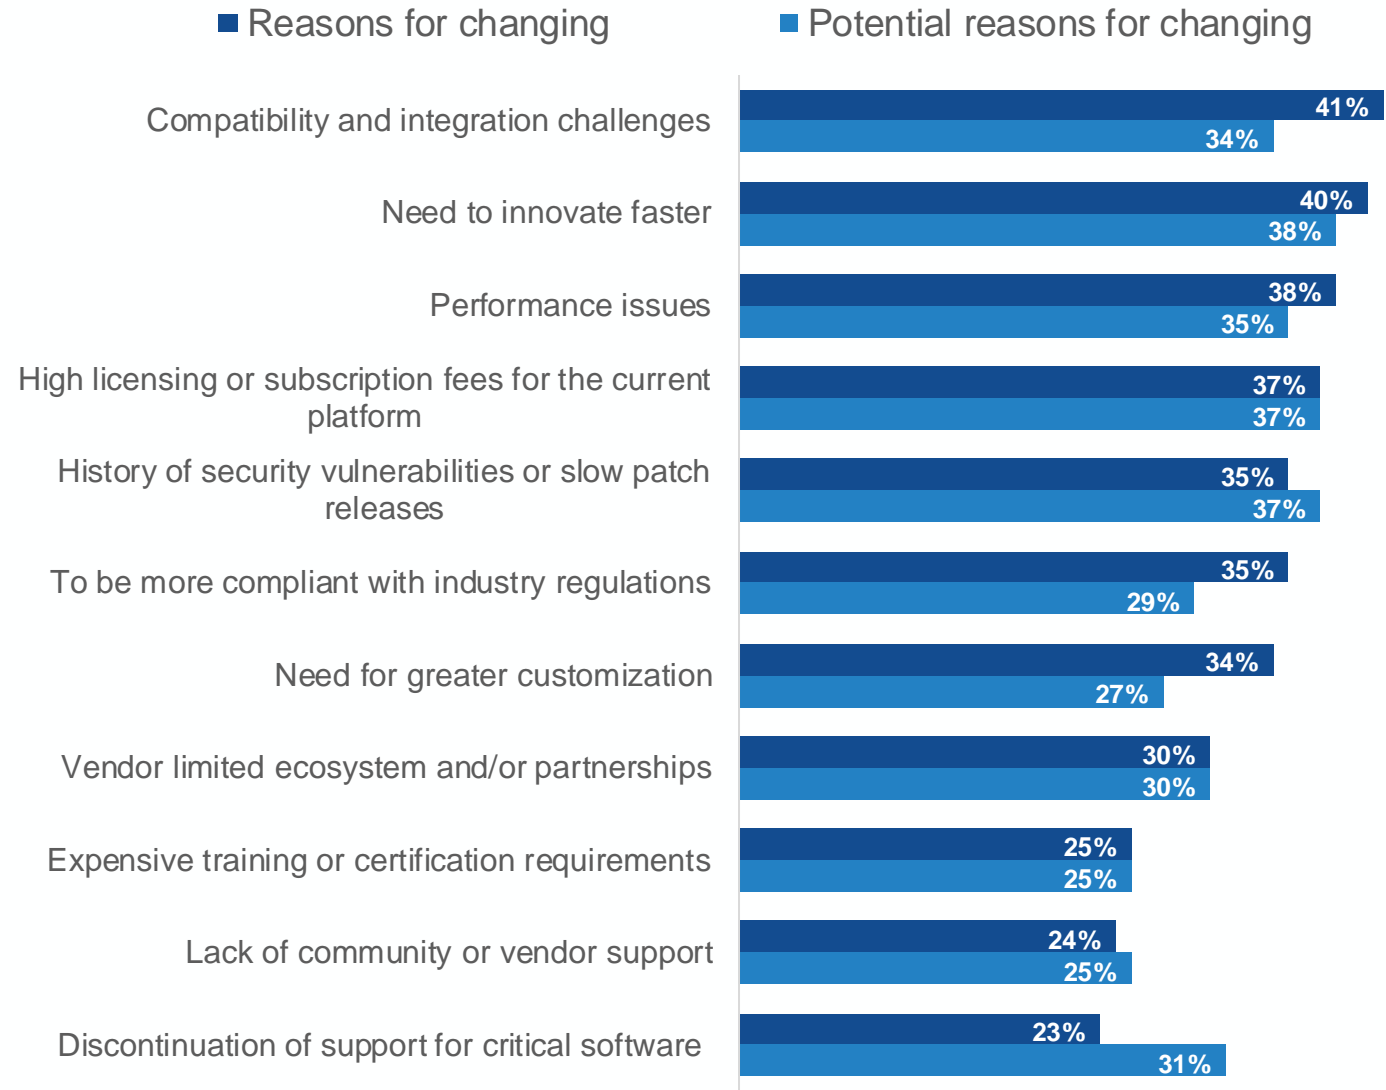 Reasons for changing
Potential reasons for changing
Compatibility and integration challenges
41%
34%
Need to innovate faster
40%
38%
Performance issues
38%
35%
High licensing or subscription fees for the current
platform
37%
37%
History of security vulnerabilities or slow patch
releases
35%
37%
To be more compliant with industry regulations
35%
29%
Need for greater customization
34%
27%
Vendor limited ecosystem and/or partnerships
30%
30%
Expensive training or certification requirements
25%
25%
Lack of community or vendor support
24%
25%
Discontinuation of support for critical software
23%
31%